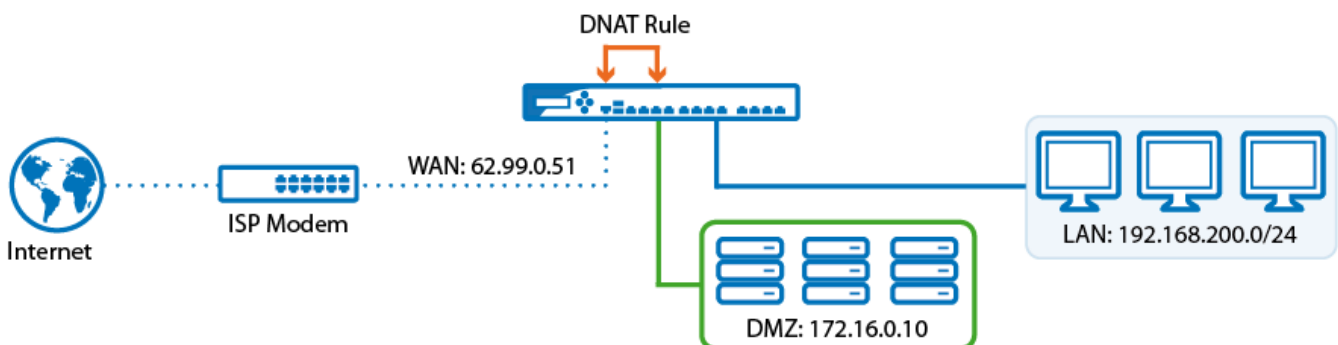 DNAT Rule
WAN: 62.99.0.51
ISP Modem
Internet
LAN: 192.168.200.0/24
DMZ: 172.16.0.10